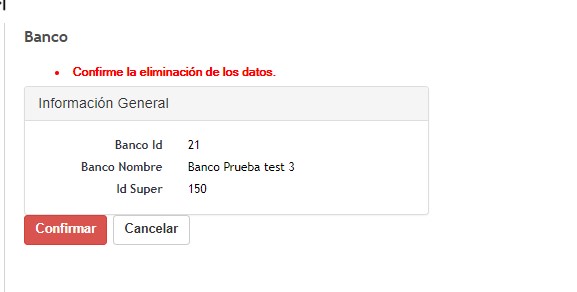 Banco
• Confirme la eliminación de los datos.
Información General
Banco Id 21
Banco Nombre Banco Prueba test 3
Id Super 150
Confirmar Cancelar